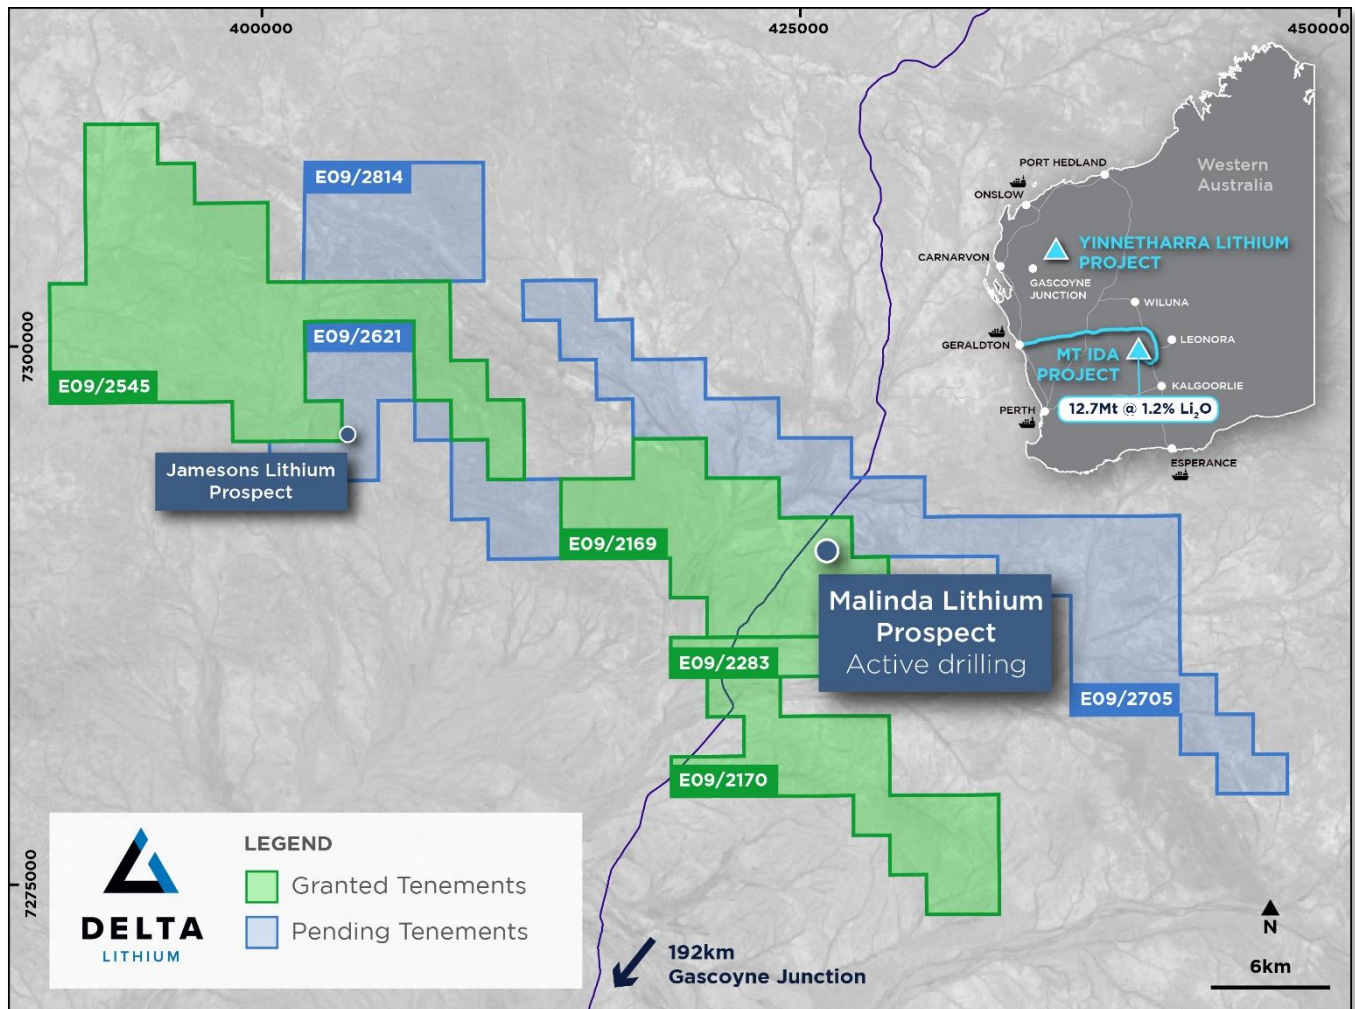 400000
425000
450000
7300000
7275000
E09/2814
E09/2621
E09/2545
Jamesons Lithium
Prospect
E09/2169
Malinda Lithium
Prospect
Active drilling
E09/2283
E09/2705
E09/2170
Western
Australia
PORT HEDLAND
ONSLOW
YINNETHARRA LITHIUM
PROJECT
CARNARVON
GASCOYNE
JUNCTION
WILUNA
GERALDTON
LEONORA
MT IDA
PROJECT
KALGOORLIE
PERTH
12.7Mt @ 1.2% Li₂O
ESPERANCE
DELTA
LITHIUM
LEGEND
Granted Tenements
Pending Tenements
192km
Gascoyne Junction
N
6km